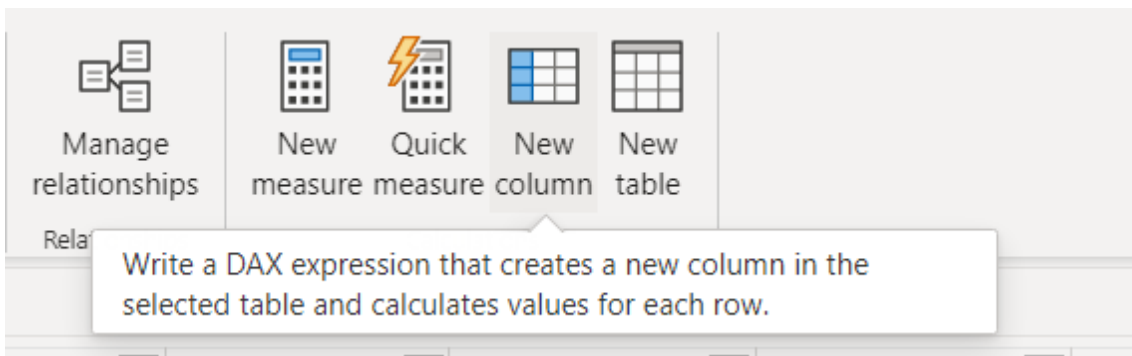 Manage
relationships
New
measure
Quick
measure
New
column
New
table
Rela
Write a DAX expression that creates a new column in the
selected table and calculates values for each row.